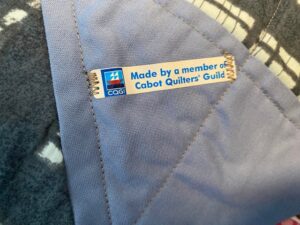 CQG
Made by a member of
Cabot Quilters' Guild